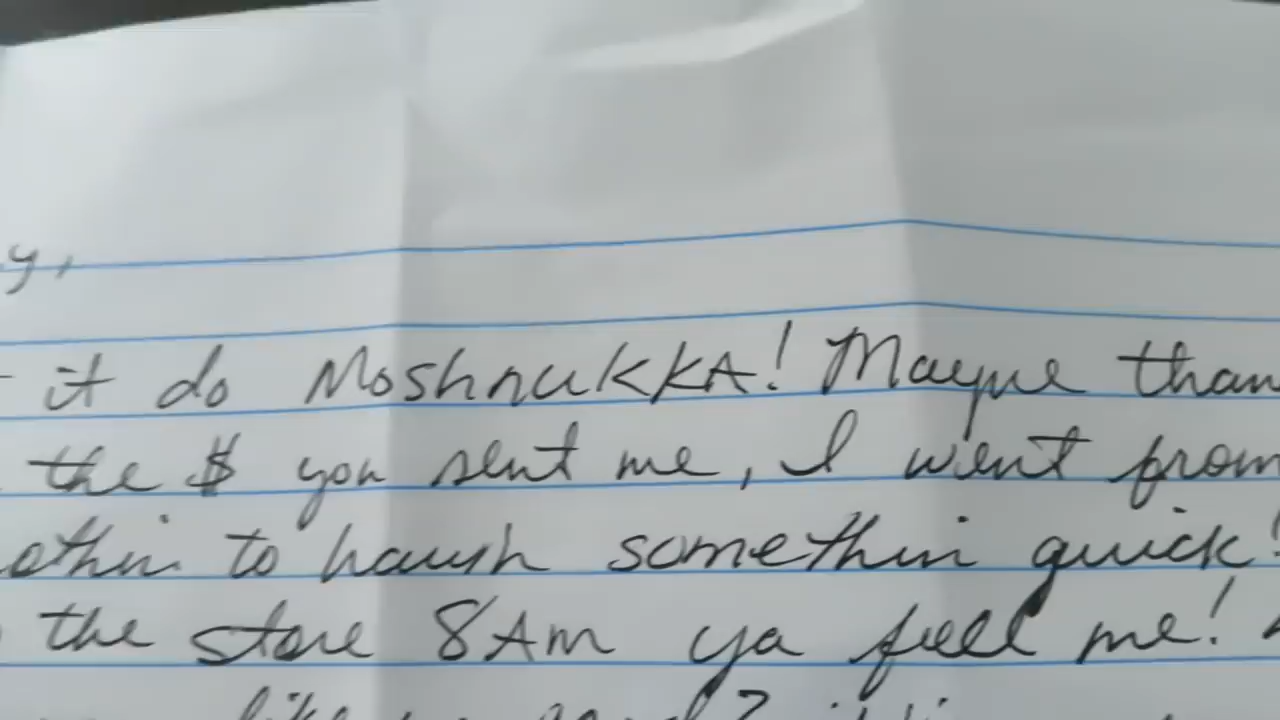 y,
it do MoshnukKA! Mayne than
the $ you sent me, I went from
othin to havin somethin quick!
the store 8AM ya feel me!